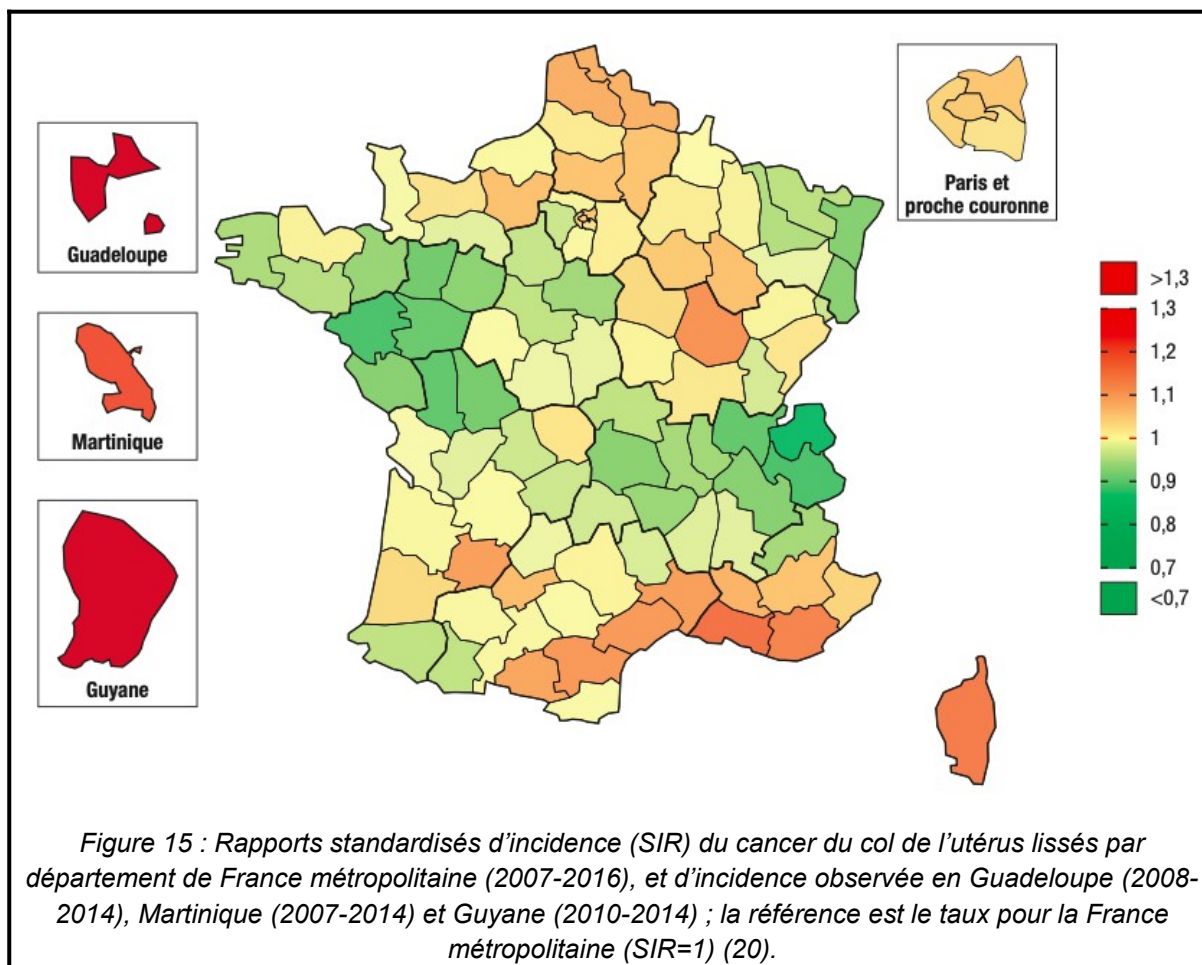 Guadeloupe
Martinique
Guyane
Paris et
proche couronne
>1,3
1,3
1,2
1,1
1
0,9
0,8
0,7
<0,7
Figure 15 : Rapports standardisés d’incidence (SIR) du cancer du col de l’utérus lissés par
département de France métropolitaine (2007-2016), et d’incidence observée en Guadeloupe (2008-
2014), Martinique (2007-2014) et Guyane (2010-2014) ; la référence est le taux pour la France
métropolitaine (SIR=1) (20).